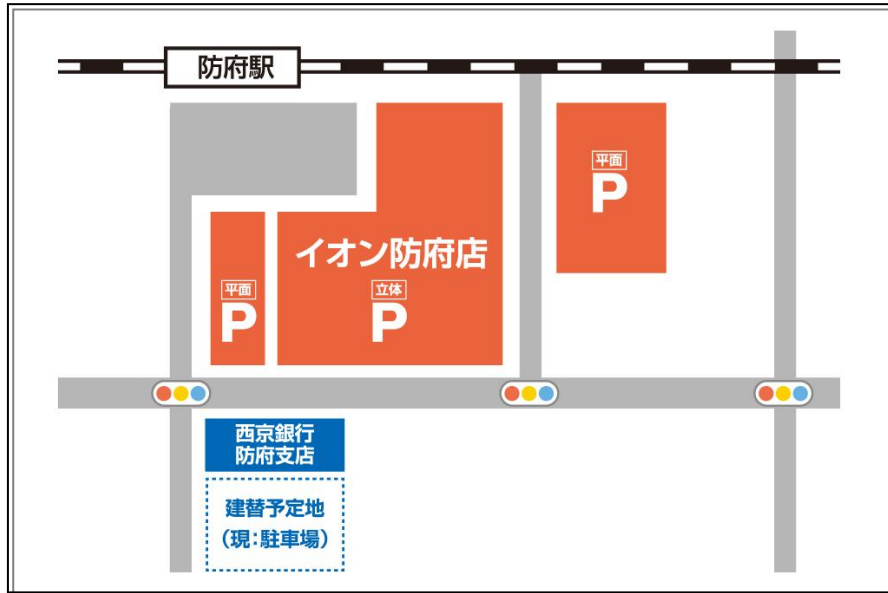 防府駅
平面
P
イオン防府店
平面
P
立体
P
西京銀行
防府支店
建替予定地
(現:駐車場)